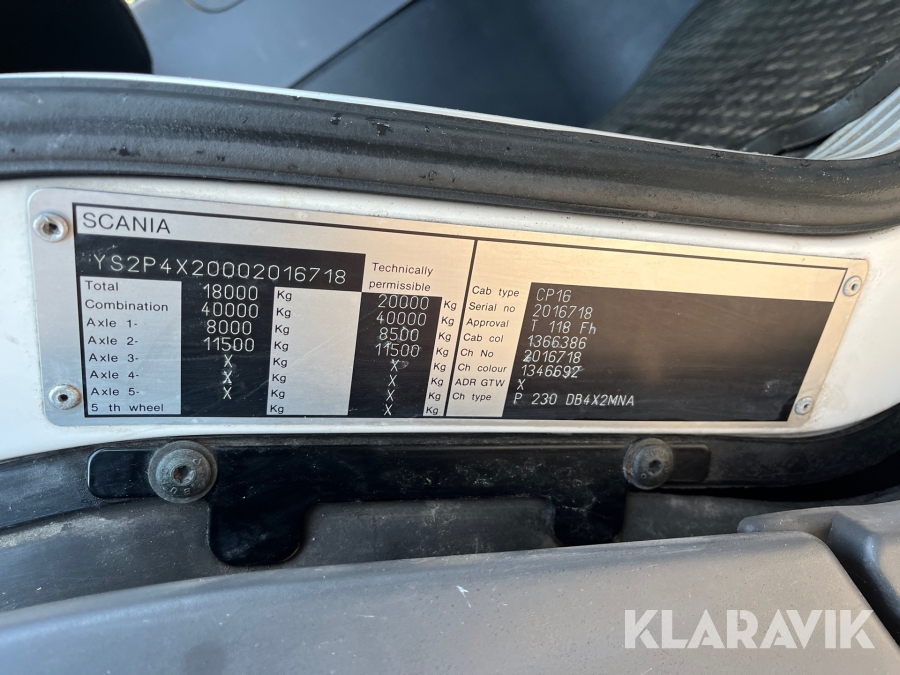 SCANIA
YS2P4X20002016718
Technically
permissible
Total 18000 Kg 20000 Kg
Combination 40000 Kg 40000 Kg
Axle 1- 8000 Kg 8500 Kg
Axle 2- 11500 Kg 11500 Kg
Axle 3- X Kg X Kg
Axle 4- X Kg X Kg
Axle 5- X Kg X Kg
5 th wheel Kg X Kg
Cab type CP16
Serial no 2016718
Approval T 118 Fh
Cab col 1366386
Ch No 2016718
Ch colour 1346692
ADR GTW X
Ch type P 230 DB4X2MNA
KLARAVIK